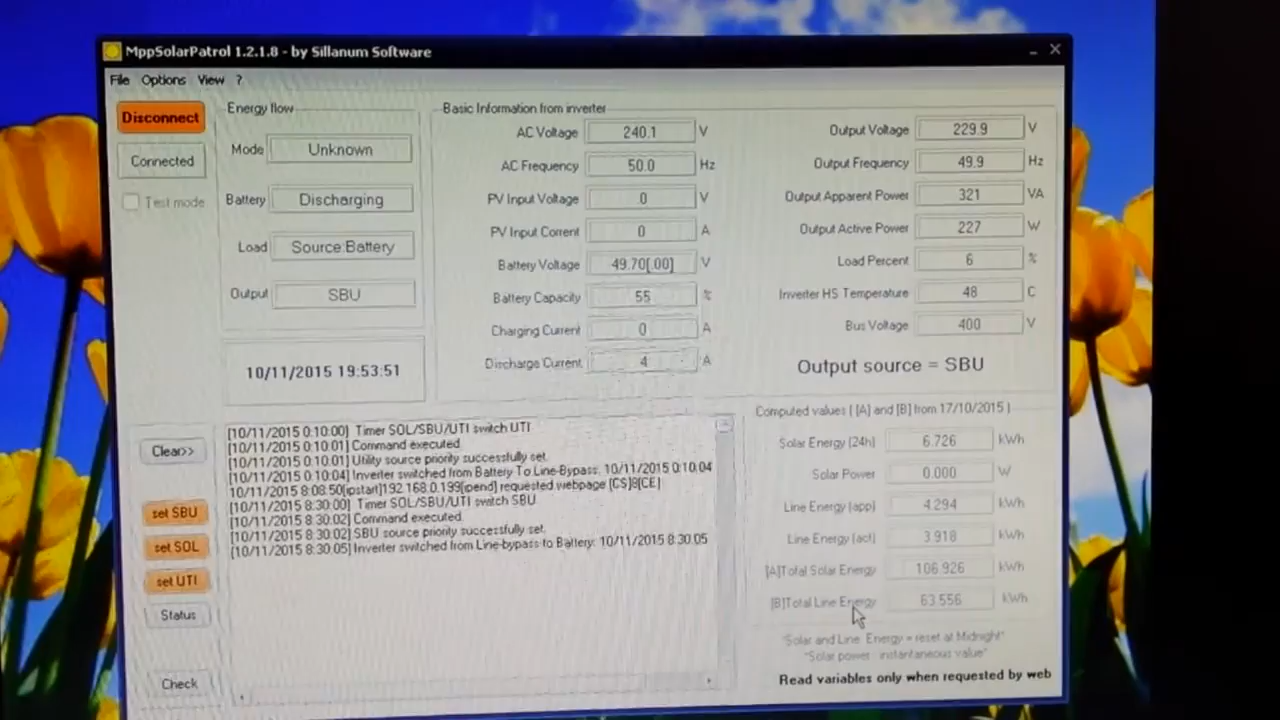 MppSolarPatrol 1.2.1.8 - by Sillanum Software
File Options View ?
Disconnect
Connected
Test mode
Energy flow
Mode Unknown
Battery Discharging
Load Source:Battery
Output SBU
10/11/2015 19:53:51
Basic Information from inverter
AC Voltage 240.1 V
AC Frequency 50.0 Hz
PV Input Voltage 0 V
PV Input Current 0 A
Battery Voltage 49.70[.00] V
Battery Capacity 55 %
Charging Current 0 A
Discharge Current 4 A
Output Voltage 229.9 V
Output Frequency 49.9 Hz
Output Apparent Power 321 VA
Output Active Power 227 W
Load Percent 6 %
Inverter HS Temperature 48 C
Bus Voltage 400 V
Output source = SBU
Clear>>
set SBU
set SOL
set UTI
Status
Check
[10/11/2015 0:10:00] Timer SOL/SBU/UTI switch UTI
[10/11/2015 0:10:01] Command executed.
[10/11/2015 0:10:01] Utility source priority successfully set.
[10/11/2015 0:10:04] Inverter switched from Battery To Line-Bypass: 10/11/2015 0:10:04
10/11/2015 8:08:50[ipstart]192.168.0.199[ipend] requested webpage [CS]9[CE]
[10/11/2015 8:30:00] Timer SOL/SBU/UTI switch SBU
[10/11/2015 8:30:02] Command executed.
[10/11/2015 8:30:02] SBU source priority successfully set.
[10/11/2015 8:30:05] Inverter switched from Line-bypass to Battery: 10/11/2015 8:30:05
Computed values ( [A] and [B] from 17/10/2015 )
Solar Energy (24h) 6.726 kWh
Solar Power 0.000 W
Line Energy (app) 4.294 kWh
Line Energy (act) 3.918 kWh
[A]Total Solar Energy 106.926 kWh
[B]Total Line Energy 63.556 kWh
"Solar and Line Energy = reset at Midnight"
"Solar power : instantaneous value"
Read variables only when requested by web